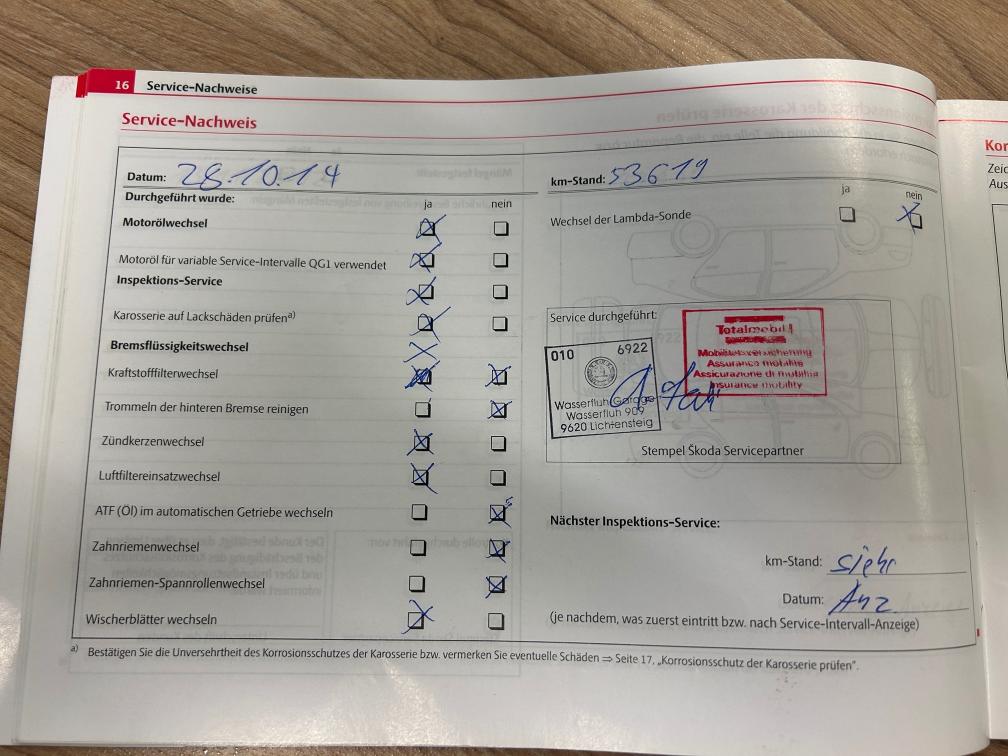 16 Service-Nachweise
Service-Nachweis
Datum: 28.10.14
km-Stand: 53619
Durchgeführt wurde:
ja nein
ja nein
Motorölwechsel
Wechsel der Lambda-Sonde
Motoröl für variable Service-Intervalle QG1 verwendet
Inspektions-Service
Karosserie auf Lackschäden prüfena)
Bremsflüssigkeitswechsel
Kraftstofffilterwechsel
Trommeln der hinteren Bremse reinigen
Zündkerzenwechsel
Luftfiltereinsatzwechsel
ATF (Öl) im automatischen Getriebe wechseln
Zahnriemenwechsel
Zahnriemen-Spannrollenwechsel
Wischerblätter wechseln
Service durchgeführt:
010 6922
Wasserfluh Garage
Wasserfluh 909
9620 Lichtensteig
Totalmobil!
Mobilitätsversicherung
Assurance mobilité
Assicurazione di mobilità
Insurance mobility
Stempel Škoda Servicepartner
Nächster Inspektions-Service:
km-Stand: siehe
Datum: Anz
(je nachdem, was zuerst eintritt bzw. nach Service-Intervall-Anzeige)
a) Bestätigen Sie die Unversehrtheit des Korrosionsschutzes der Karosserie bzw. vermerken Sie eventuelle Schäden ⇒ Seite 17, „Korrosionsschutz der Karosserie prüfen“.
Kor
Zeic
Aus